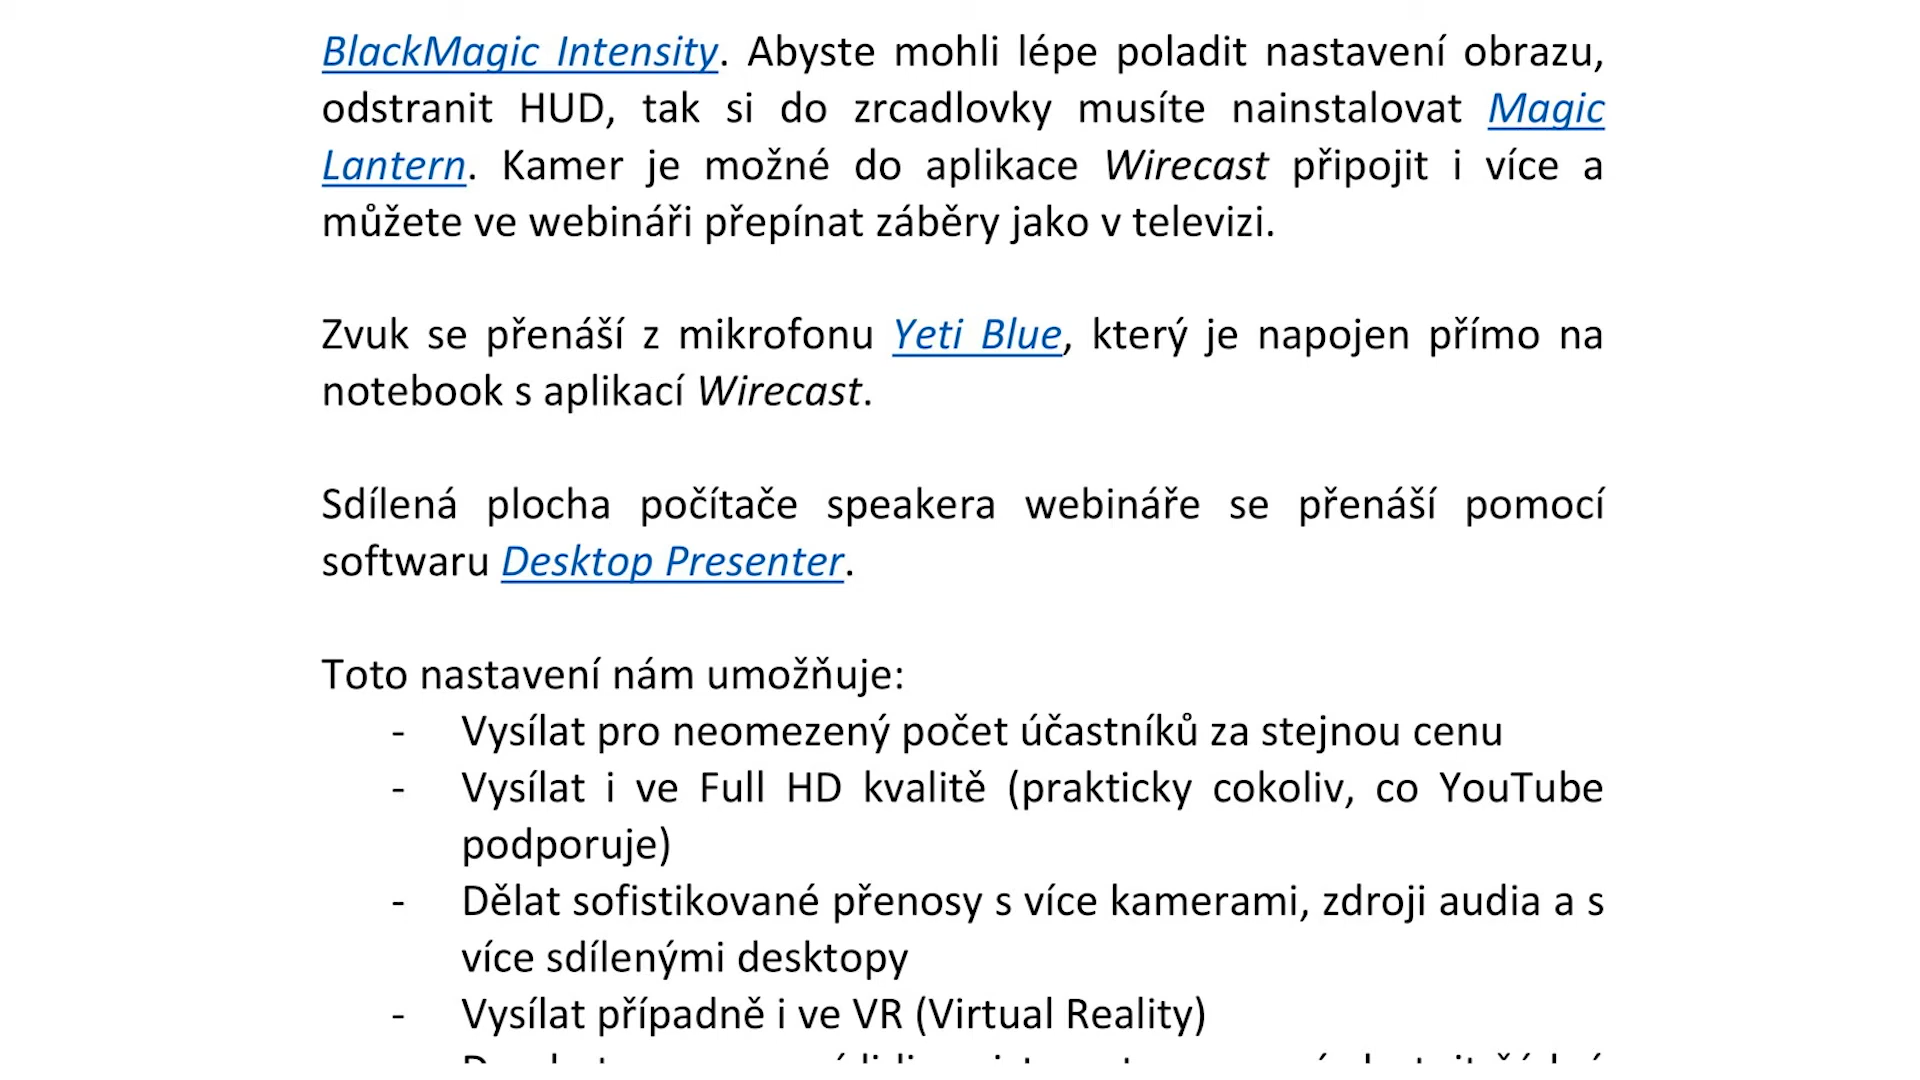 BlackMagic Intensity. Abyste mohli lépe poladit nastavení obrazu,
odstranit HUD, tak si do zrcadlovky musíte nainstalovat Magic
Lantern. Kamer je možné do aplikace Wirecast připojit i více a
můžete ve webináři přepínat záběry jako v televizi.
Zvuk se přenáší z mikrofonu Yeti Blue, který je napojen přímo na
notebook s aplikací Wirecast.
Sdílená plocha počítače speakera webináře se přenáší pomocí
softwaru Desktop Presenter.
Toto nastavení nám umožňuje:
- Vysílat pro neomezený počet účastníků za stejnou cenu
- Vysílat i ve Full HD kvalitě (prakticky cokoliv, co YouTube
podporuje)
- Dělat sofistikované přenosy s více kamerami, zdroji audia a s
více sdílenými desktopy
- Vysílat případně i ve VR (Virtual Reality)